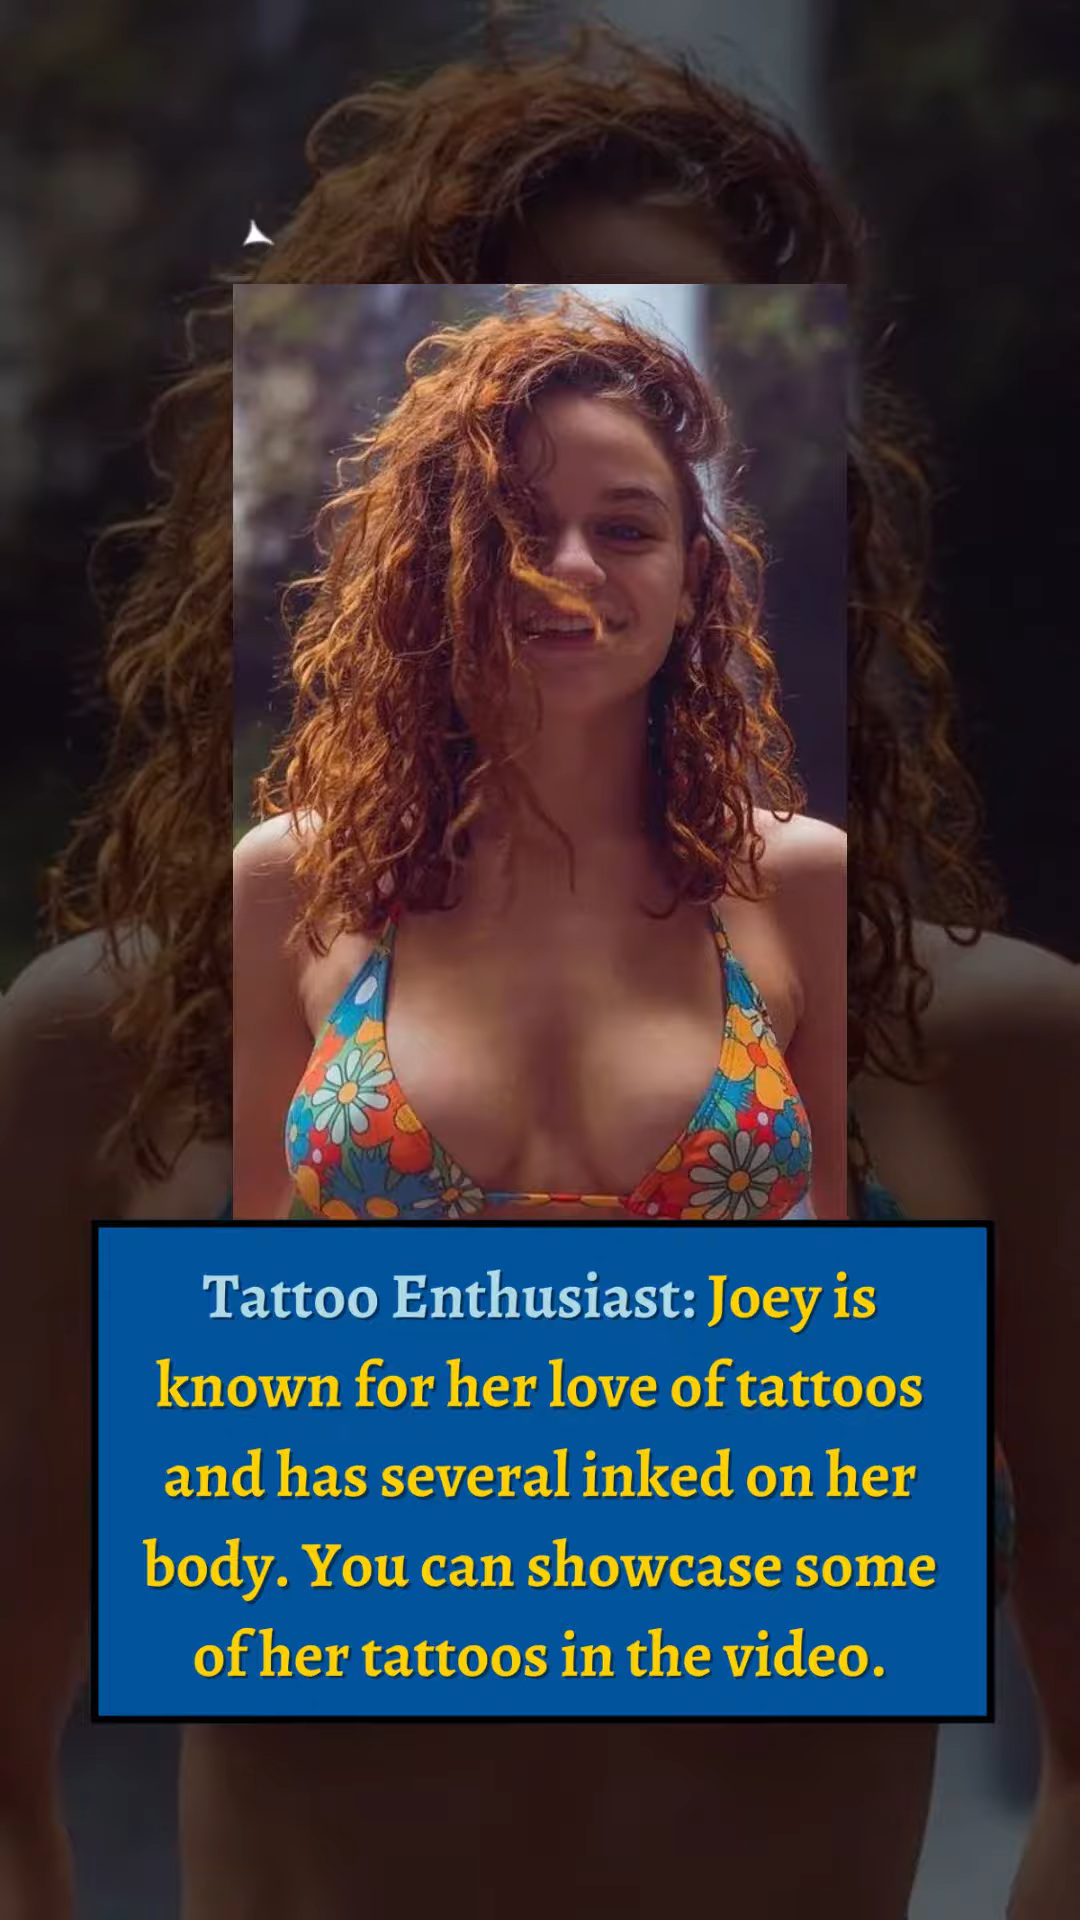 Tattoo Enthusiast: Joey is
known for her love of tattoos
and has several inked on her
body. You can showcase some
of her tattoos in the video.